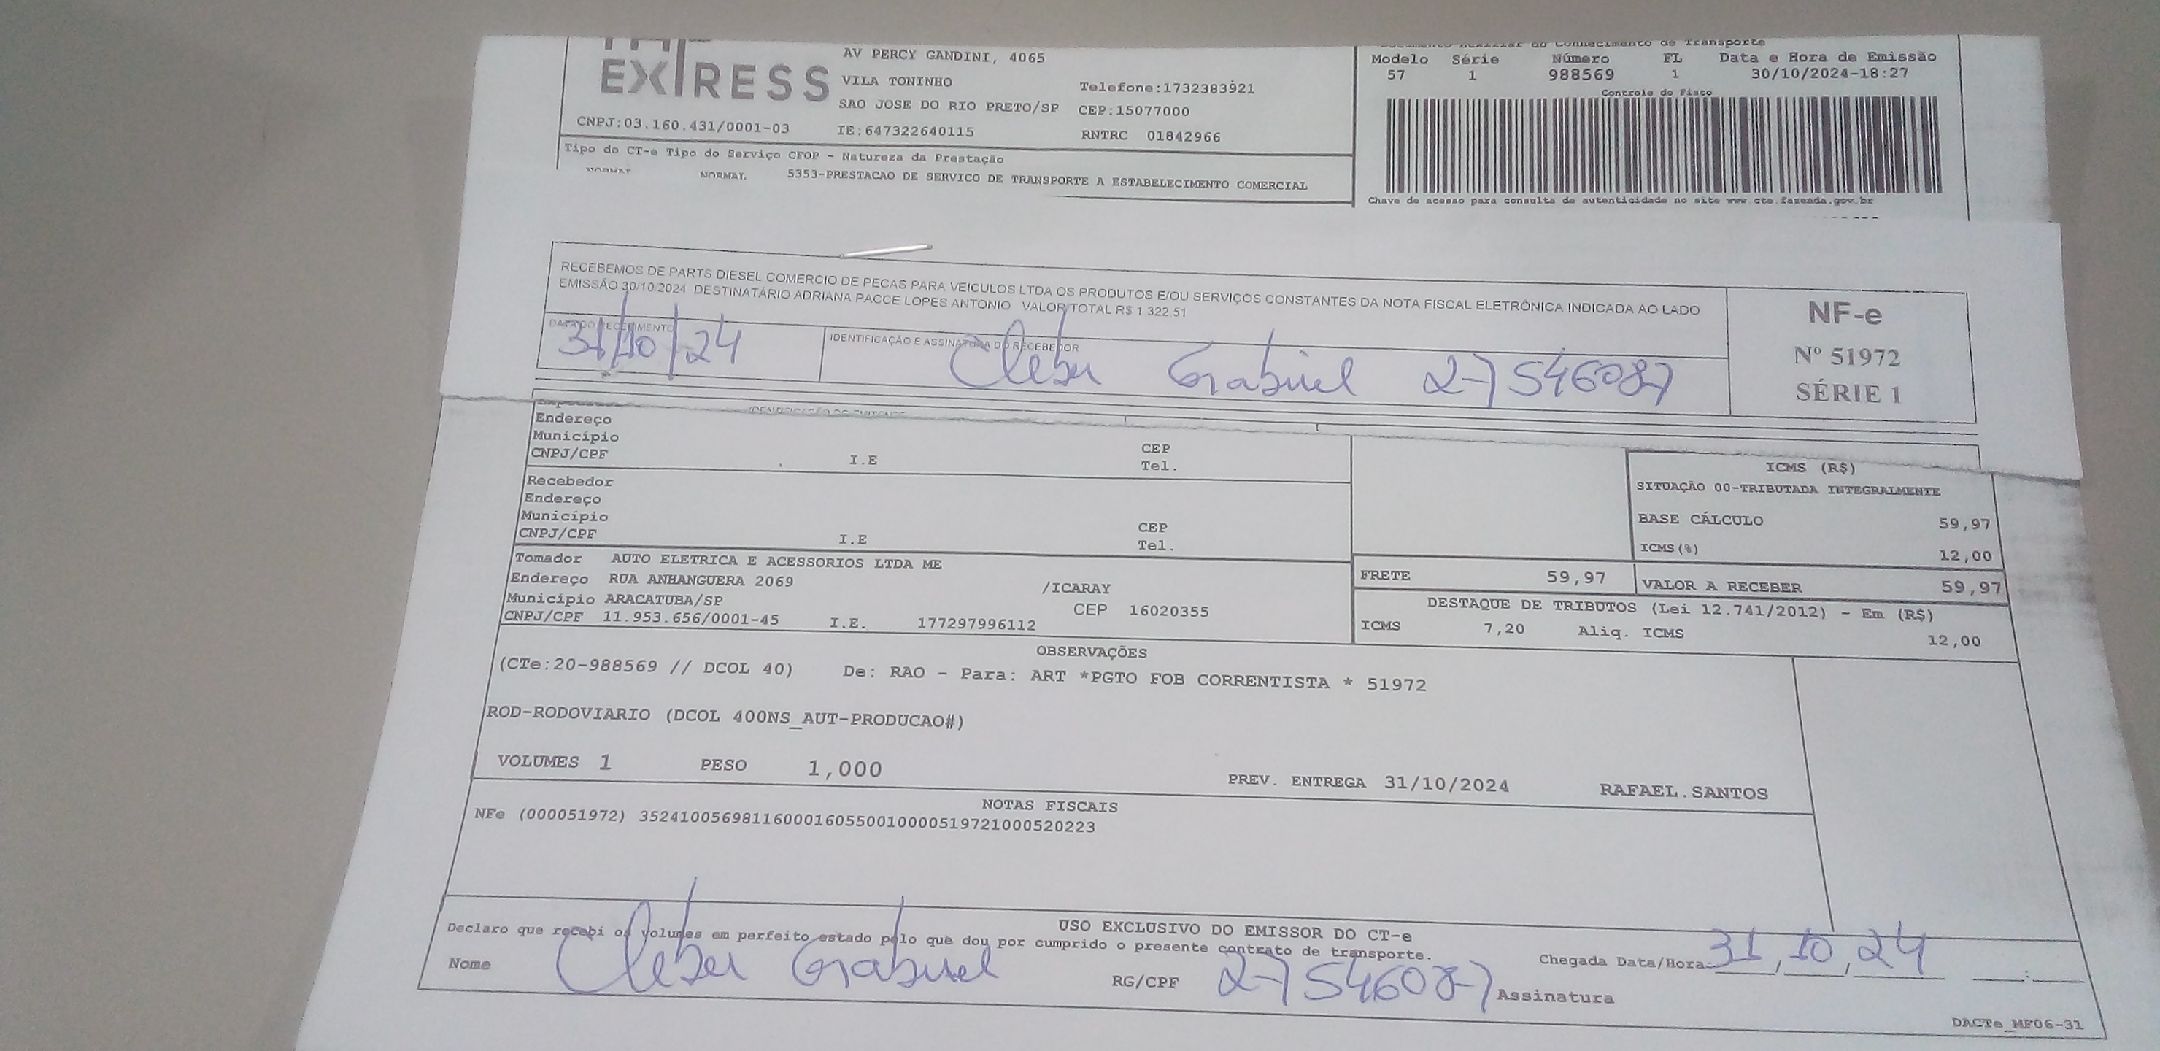 EXPRESS
AV PERCY GANDINI, 4065
VILA TONINHO
SAO JOSE DO RIO PRETO/SP
Telefone:1732383921
CEP:15077000
CNPJ:03.160.431/0001-03
IE:647322640115
RNTRC 01842966
Tipo do CT-e Tipo do Serviço CFOP - Natureza da Prestação
NORMAL NORMAL 5353-PRESTACAO DE SERVICO DE TRANSPORTE A ESTABELECIMENTO COMERCIAL
Documento Auxiliar do Conhecimento de Transporte
Modelo Série Número FL Data e Hora de Emissão
57 1 988569 1 30/10/2024-18:27
Controle do Fisco
Chave de acesso para consulta de autenticidade no site www.cte.fazenda.gov.br
RECEBEMOS DE PARTS DIESEL COMERCIO DE PECAS PARA VEICULOS LTDA OS PRODUTOS E/OU SERVIÇOS CONSTANTES DA NOTA FISCAL ELETRÔNICA INDICADA AO LADO
EMISSÃO 30/10/2024 DESTINATÁRIO ADRIANA PACCE LOPES ANTONIO VALOR TOTAL R$ 1 322,51
DATA DO RECEBIMENTO
31/10/24
IDENTIFICAÇÃO E ASSINATURA DO RECEBEDOR
Cleber Gabriel 27546087
NF-e
Nº 51972
SÉRIE 1
Endereço
Município CEP
CNPJ/CPF I.E Tel.
Recebedor
Endereço
Município CEP
CNPJ/CPF I.E Tel.
Tomador AUTO ELETRICA E ACESSORIOS LTDA ME
Endereço RUA ANHANGUERA 2069 /ICARAY
Município ARACATUBA/SP CEP 16020355
CNPJ/CPF 11.953.656/0001-45 I.E. 177297996112
ICMS (R$)
SITUAÇÃO 00-TRIBUTADA INTEGRALMENTE
BASE CÁLCULO 59,97
ICMS(%) 12,00
FRETE 59,97 VALOR A RECEBER 59,97
DESTAQUE DE TRIBUTOS (Lei 12.741/2012) - Em (R$)
ICMS 7,20 Aliq. ICMS 12,00
OBSERVAÇÕES
(CTe:20-988569 // DCOL 40) De: RAO - Para: ART *PGTO FOB CORRENTISTA * 51972
ROD-RODOVIARIO (DCOL 400NS_AUT-PRODUCAO#)
VOLUMES 1 PESO 1,000 PREV. ENTREGA 31/10/2024 RAFAEL.SANTOS
NOTAS FISCAIS
NFe (000051972) 35241005698116000160550010000519721000520223
USO EXCLUSIVO DO EMISSOR DO CT-e
Declaro que recebi os volumes em perfeito estado pelo que dou por cumprido o presente contrato de transporte.
Nome Cleber Gabriel RG/CPF 27546087 Assinatura
Chegada Data/Hora 31,10,24
DACTe_MF06-31